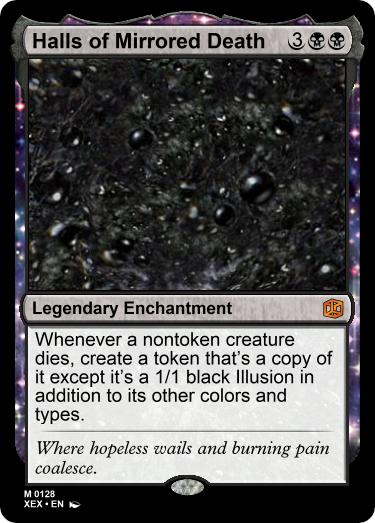 Halls of Mirrored Death 3
Legendary Enchantment
Whenever a nontoken creature
dies, create a token that's a copy of
it except it's a 1/1 black Illusion in
addition to its other colors and
types.
Where hopeless wails and burning pain
coalesce.
M 0128
XEX • EN